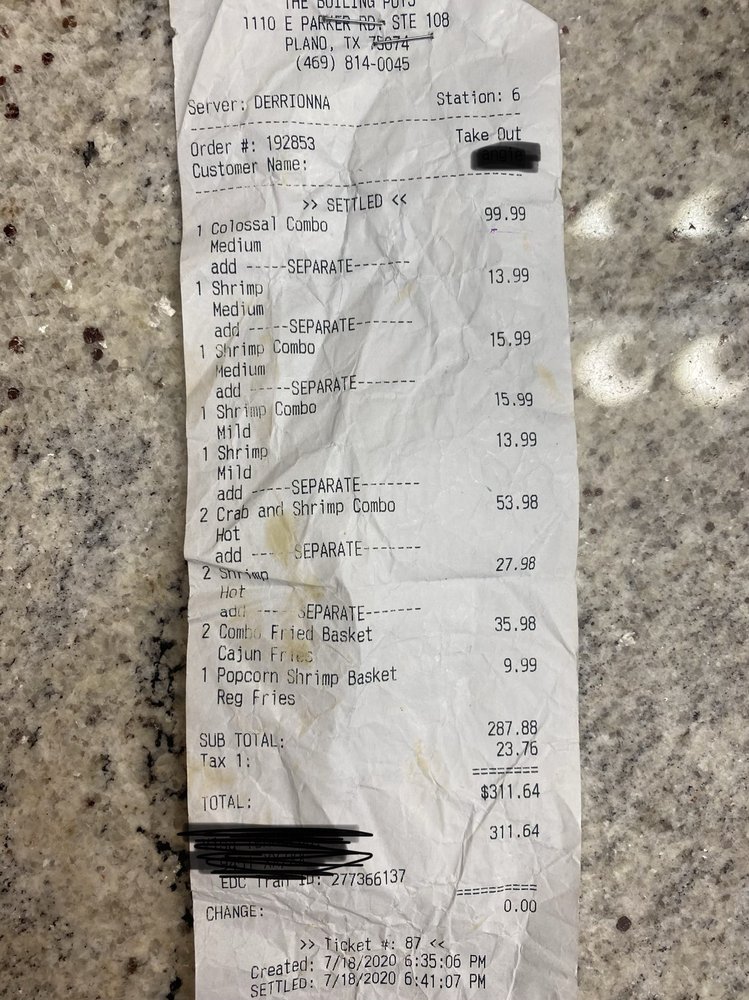 THE BOILING POTS
1110 E PARKER RD. STE 108
PLANO, TX 75074
(469) 814-0045
Server: DERRIONNA Station: 6
Order #: 192853 Take Out
Customer Name: angie
>> SETTLED <<
1 Colossal Combo 99.99
Medium
add -----SEPARATE-------
1 Shrimp 13.99
Medium
add -----SEPARATE-------
1 Shrimp Combo 15.99
Medium
add -----SEPARATE-------
1 Shrimp Combo 15.99
Mild
1 Shrimp 13.99
Mild
add -----SEPARATE-------
2 Crab and Shrimp Combo 53.98
Hot
add -----SEPARATE-------
2 Shrimp 27.98
Hot
add -----SEPARATE-------
2 Combo Fried Basket 35.98
Cajun Fries
1 Popcorn Shrimp Basket 9.99
Reg Fries
SUB TOTAL: 287.88
Tax 1: 23.76
========
TOTAL: $311.64
311.64
EDC Tran ID: 277366137
=========
CHANGE: 0.00
>> Ticket #: 87 <<
Created: 7/18/2020 6:35:06 PM
SETTLED: 7/18/2020 6:41:07 PM